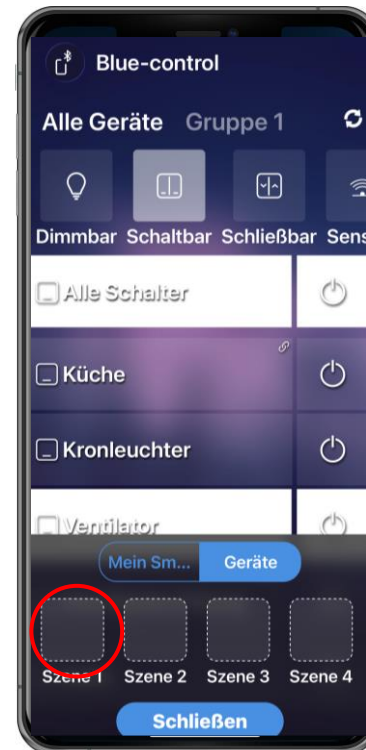 Blue-control
Alle Geräte Gruppe 1
Dimmbar Schaltbar Schließbar Sens
Alle Schalter
Küche
Kronleuchter
Ventilator
Mein Sm... Geräte
Szene 1 Szene 2 Szene 3 Szene 4
Schließen